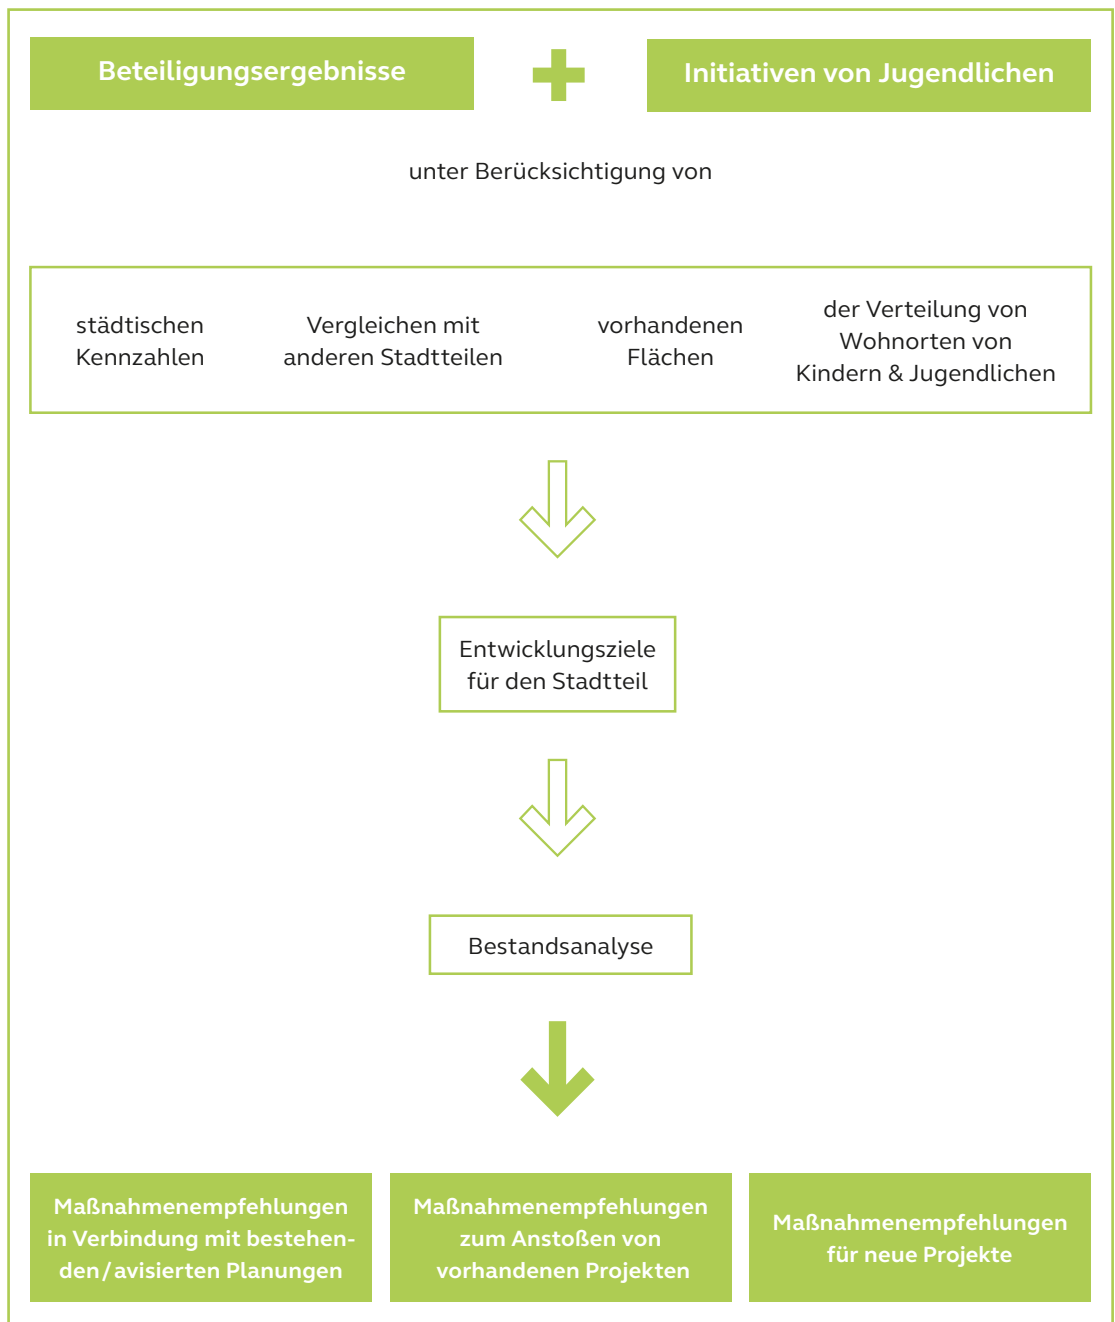 Beteiligungsergebnisse
+
Initiativen von Jugendlichen
unter Berücksichtigung von
städtischen
Kennzahlen
Vergleichen mit
anderen Stadtteilen
vorhandenen
Flächen
der Verteilung von
Wohnorten von
Kindern & Jugendlichen
Entwicklungsziele
für den Stadtteil
Bestandsanalyse
Maßnahmenempfehlungen
in Verbindung mit bestehen-
den/avisierten Planungen
Maßnahmenempfehlungen
zum Anstoßen von
vorhandenen Projekten
Maßnahmenempfehlungen
für neue Projekte